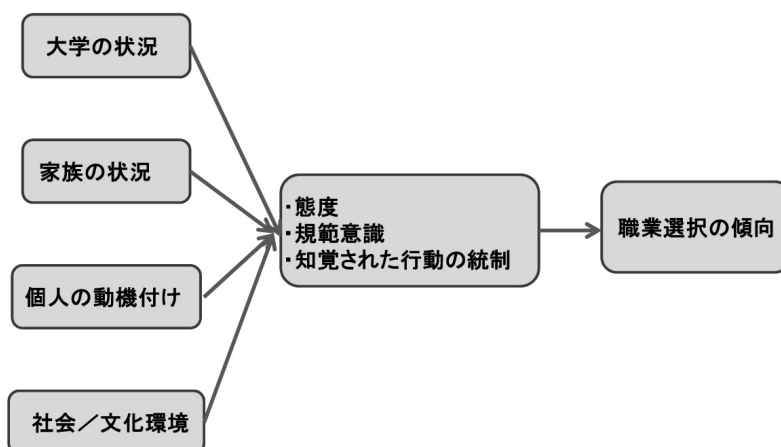 大学の状況
家族の状況
個人の動機付け
社会／文化環境
・態度
・規範意識
・知覚された行動の統制
職業選択の傾向